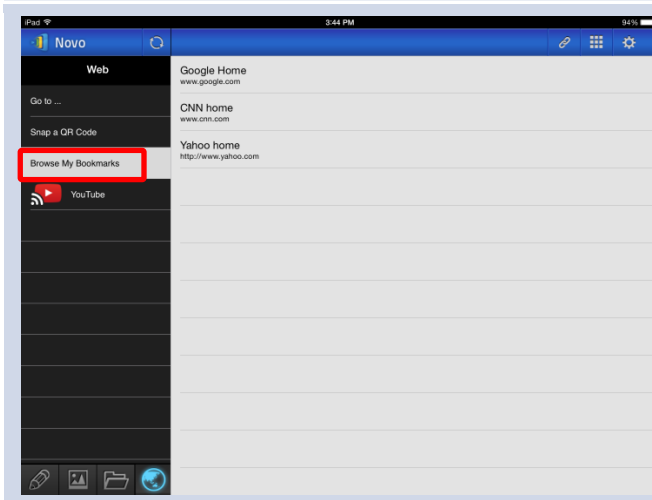 iPad 3:44 PM 94%
Novo
Web
Go to ...
Snap a QR Code
Browse My Bookmarks
YouTube
Google Home
www.google.com
CNN home
www.cnn.com
Yahoo home
http://www.yahoo.com